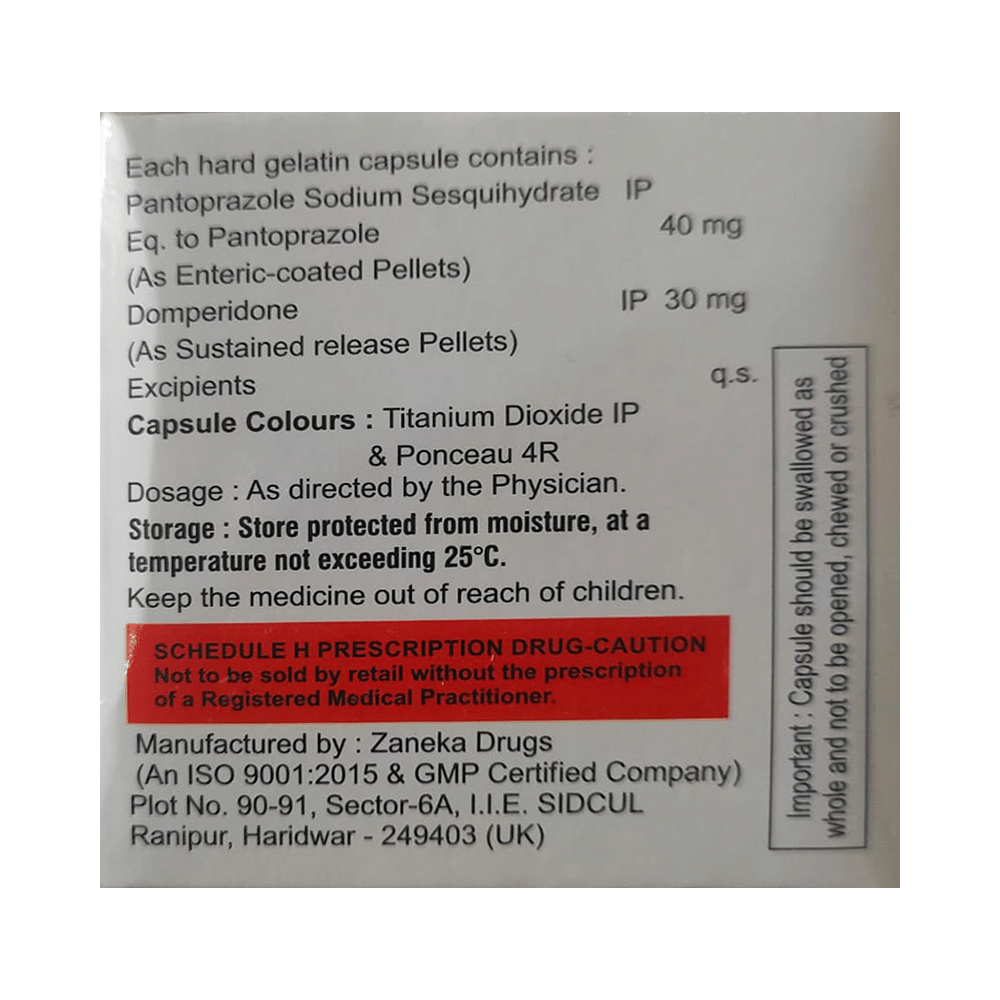 Each hard gelatin capsule contains :
Pantoprazole Sodium Sesquihydrate IP
Eq. to Pantoprazole 40 mg
(As Enteric-coated Pellets)
Domperidone IP 30 mg
(As Sustained release Pellets)
Excipients q.s.
Capsule Colours : Titanium Dioxide IP
& Ponceau 4R
Dosage : As directed by the Physician.
Storage : Store protected from moisture, at a
temperature not exceeding 25°C.
Keep the medicine out of reach of children.
SCHEDULE H PRESCRIPTION DRUG-CAUTION
Not to be sold by retail without the prescription
of a Registered Medical Practitioner.
Manufactured by : Zaneka Drugs
(An ISO 9001:2015 & GMP Certified Company)
Plot No. 90-91, Sector-6A, I.I.E. SIDCUL
Ranipur, Haridwar - 249403 (UK)
Important : Capsule should be swallowed as
whole and not to be opened, chewed or crushed